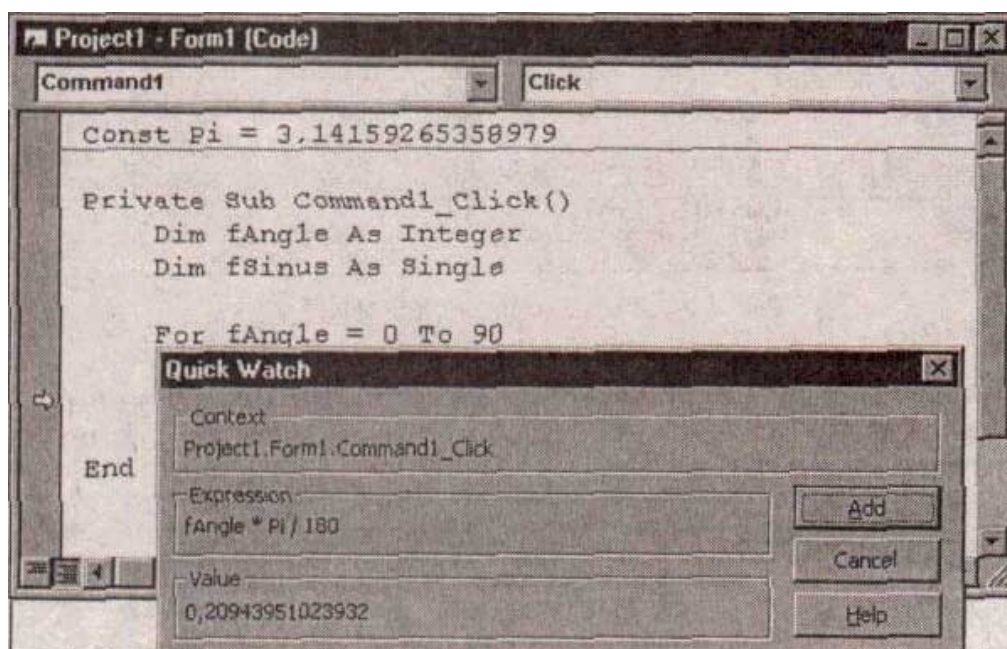 Project1 - Form1 (Code)
Command1 Click
Const Pi = 3,14159265358979
Private Sub Command1_Click()
Dim fAngle As Integer
Dim fSinus As Single
For fAngle = 0 To 90
Quick Watch
Context
Project1.Form1.Command1_Click
End
Expression
fAngle * Pi / 180
Add
Cancel
Value
0,20943951023932
Help